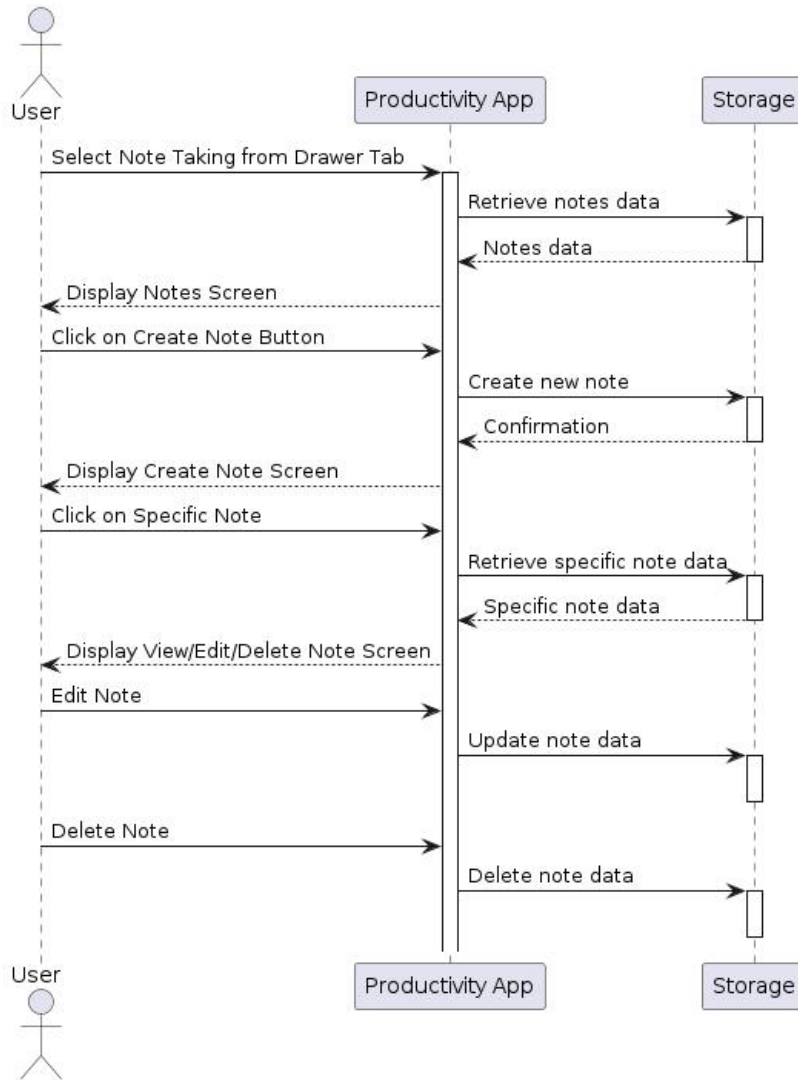 User
Productivity App
Storage
Select Note Taking from Drawer Tab
Retrieve notes data
Notes data
Display Notes Screen
Click on Create Note Button
Create new note
Confirmation
Display Create Note Screen
Click on Specific Note
Retrieve specific note data
Specific note data
Display View/Edit/Delete Note Screen
Edit Note
Update note data
Delete Note
Delete note data
User
Productivity App
Storage